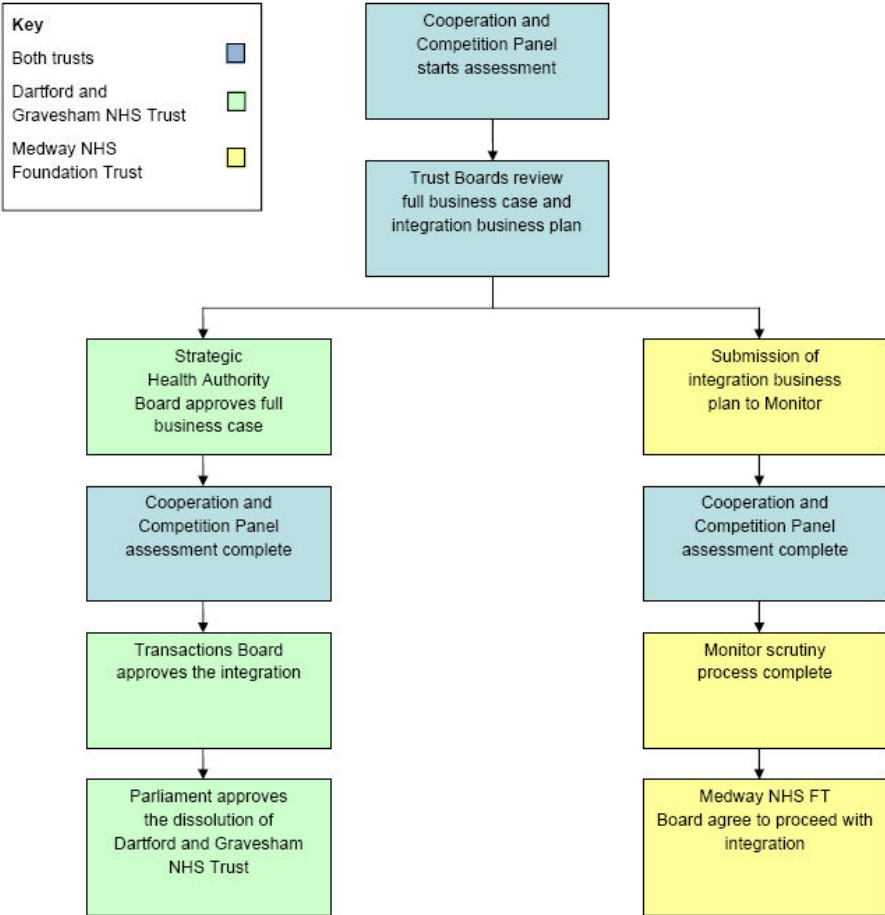 Key
Both trusts
Dartford and
Gravesham NHS Trust
Medway NHS
Foundation Trust
Cooperation and
Competition Panel
starts assessment
Trust Boards review
full business case and
integration business plan
Strategic
Health Authority
Board approves full
business case
Submission of
integration business
plan to Monitor
Cooperation and
Competition Panel
assessment complete
Cooperation and
Competition Panel
assessment complete
Transactions Board
approves the integration
Monitor scrutiny
process complete
Parliament approves
the dissolution of
Dartford and Gravesham
NHS Trust
Medway NHS FT
Board agree to proceed with
integration